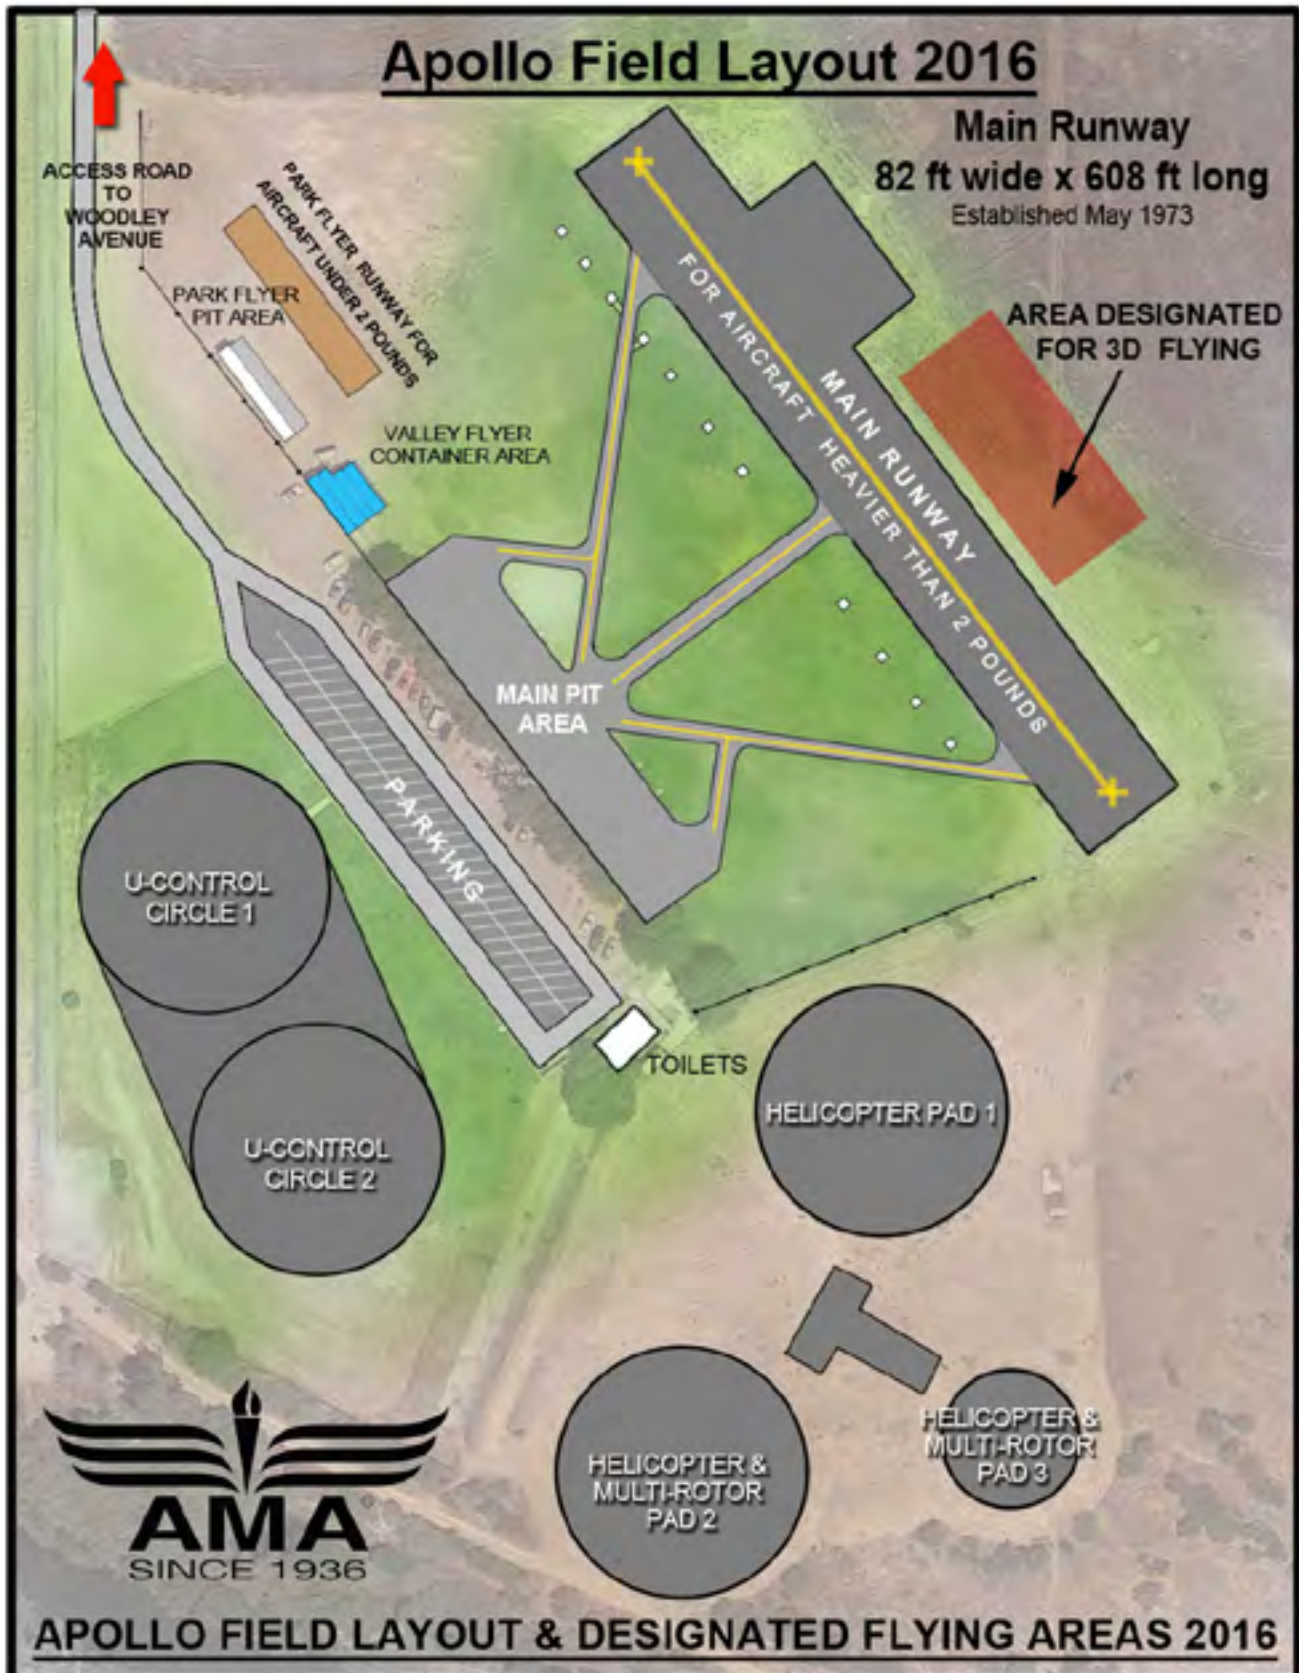 Apollo Field Layout 2016
Main Runway
82 ft wide x 608 ft long
Established May 1973
ACCESS ROAD
TO
WOODLEY
AVENUE
PARK FLYER RUNWAY FOR
AIRCRAFT UNDER 2 POUNDS
PARK FLYER
PIT AREA
AREA DESIGNATED
FOR 3D FLYING
VALLEY FLYER
CONTAINER AREA
MAIN RUNWAY
FOR AIRCRAFT HEAVIER THAN 2 POUNDS
MAIN PIT
AREA
PARKING
U-CONTROL
CIRCLE 1
TOILETS
HELICOPTER PAD 1
U-CONTROL
CIRCLE 2
HELICOPTER &
MULTI-ROTOR
PAD 3
HELICOPTER &
MULTI-ROTOR
PAD 2
AMA
SINCE 1936
APOLLO FIELD LAYOUT & DESIGNATED FLYING AREAS 2016